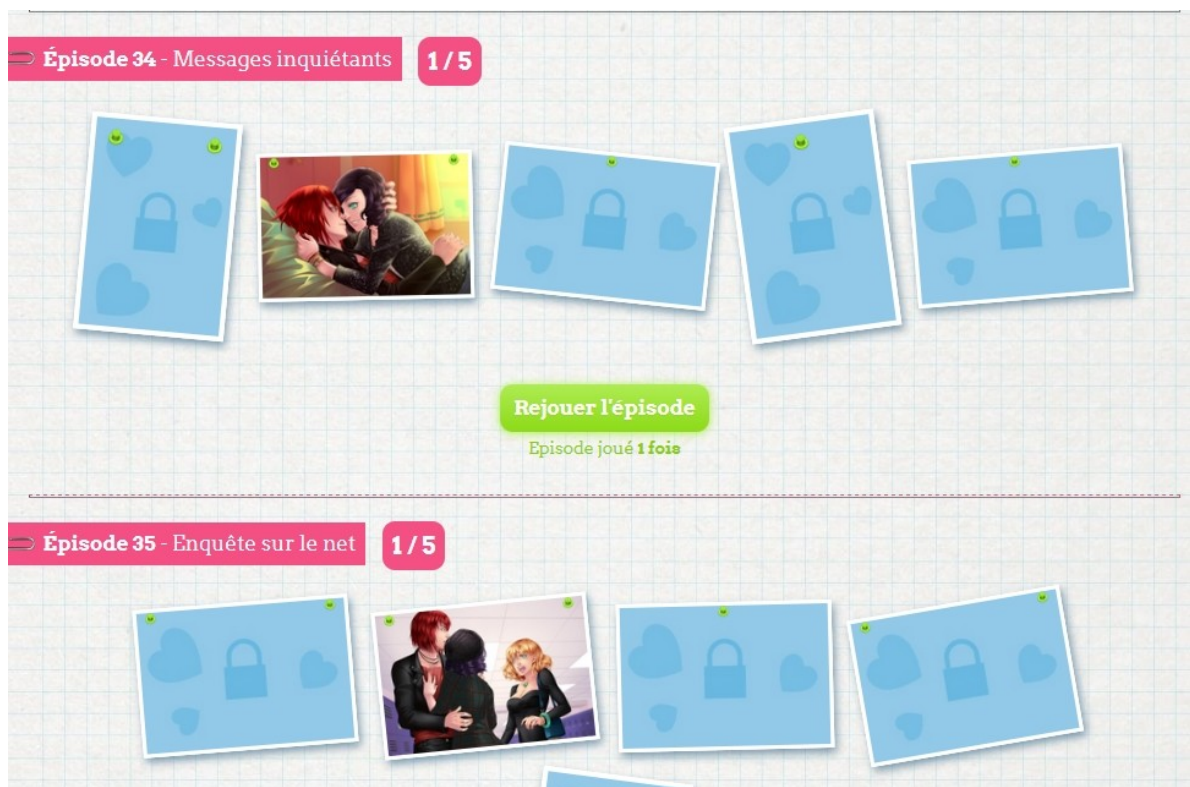 Épisode 34 - Messages inquiétants 1 / 5
Rejouer l'épisode
Episode joué 1 fois
Épisode 35 - Enquête sur le net 1 / 5